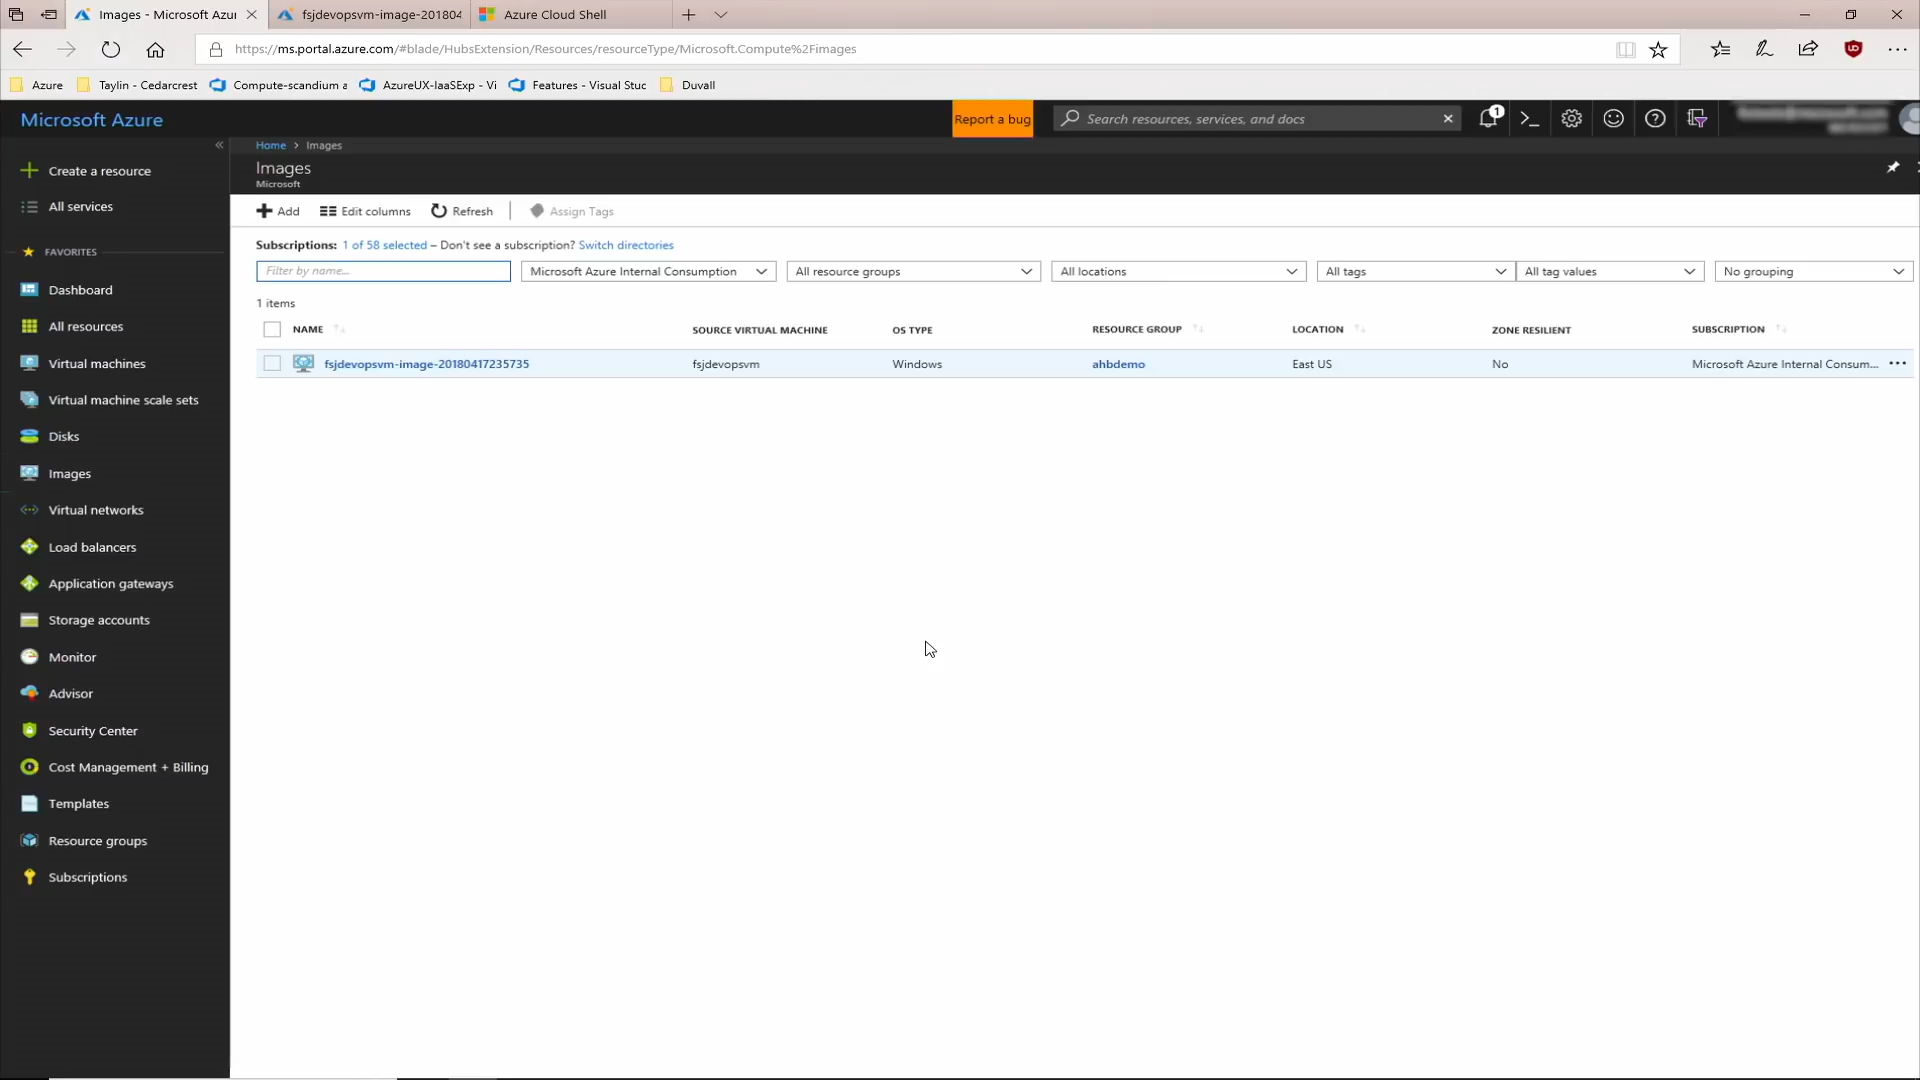 Images - Microsoft Azur
fsjdevopsvm-image-201804
Azure Cloud Shell
https://ms.portal.azure.com/#blade/HubsExtension/Resources/resourceType/Microsoft.Compute%2Fimages
Azure
Taylin - Cedarcrest
Compute-scandium a
AzureUX-IaaSExp - Vi
Features - Visual Stuc
Duvall
Microsoft Azure
Report a bug
Search resources, services, and docs
1
Create a resource
All services
FAVORITES
Dashboard
All resources
Virtual machines
Virtual machine scale sets
Disks
Images
Virtual networks
Load balancers
Application gateways
Storage accounts
Monitor
Advisor
Security Center
Cost Management + Billing
Templates
Resource groups
Subscriptions
Home > Images
Images
Microsoft
Add
Edit columns
Refresh
Assign Tags
Subscriptions: 1 of 58 selected – Don't see a subscription? Switch directories
Filter by name...
Microsoft Azure Internal Consumption
All resource groups
All locations
All tags
All tag values
No grouping
1 items
NAME SOURCE VIRTUAL MACHINE OS TYPE RESOURCE GROUP LOCATION ZONE RESILIENT SUBSCRIPTION
fsjdevopsvm-image-20180417235735 fsjdevopsvm Windows ahbdemo East US No Microsoft Azure Internal Consum...